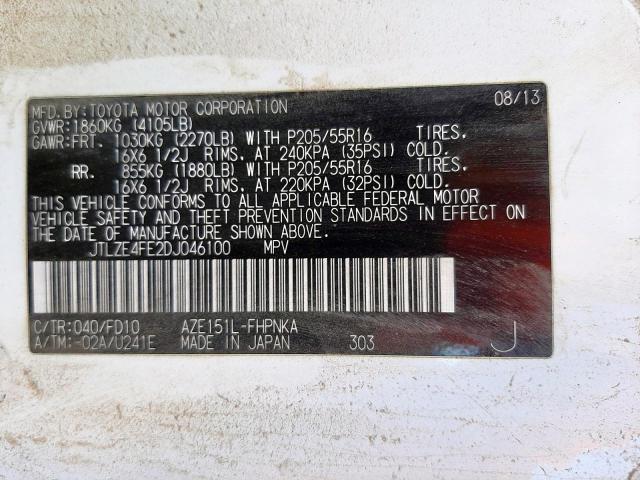 MFD.BY:TOYOTA MOTOR CORPORATION 08/13
GVWR:1860KG (4105LB)
GAWR:FRT. 1030KG (2270LB) WITH P205/55R16 TIRES.
16X6 1/2J RIMS. AT 240KPA (35PSI) COLD.
RR. 855KG (1880LB) WITH P205/55R16 TIRES.
16X6 1/2J RIMS. AT 220KPA (32PSI) COLD.
THIS VEHICLE CONFORMS TO ALL APPLICABLE FEDERAL MOTOR
VEHICLE SAFETY AND THEFT PREVENTION STANDARDS IN EFFECT ON
THE DATE OF MANUFACTURE SHOWN ABOVE.
JTLZE4FE2DJ046100 MPV
C/TR:040/FD10 AZE151L-FHPNKA
A/TM:-02A/U241E MADE IN JAPAN 303 J